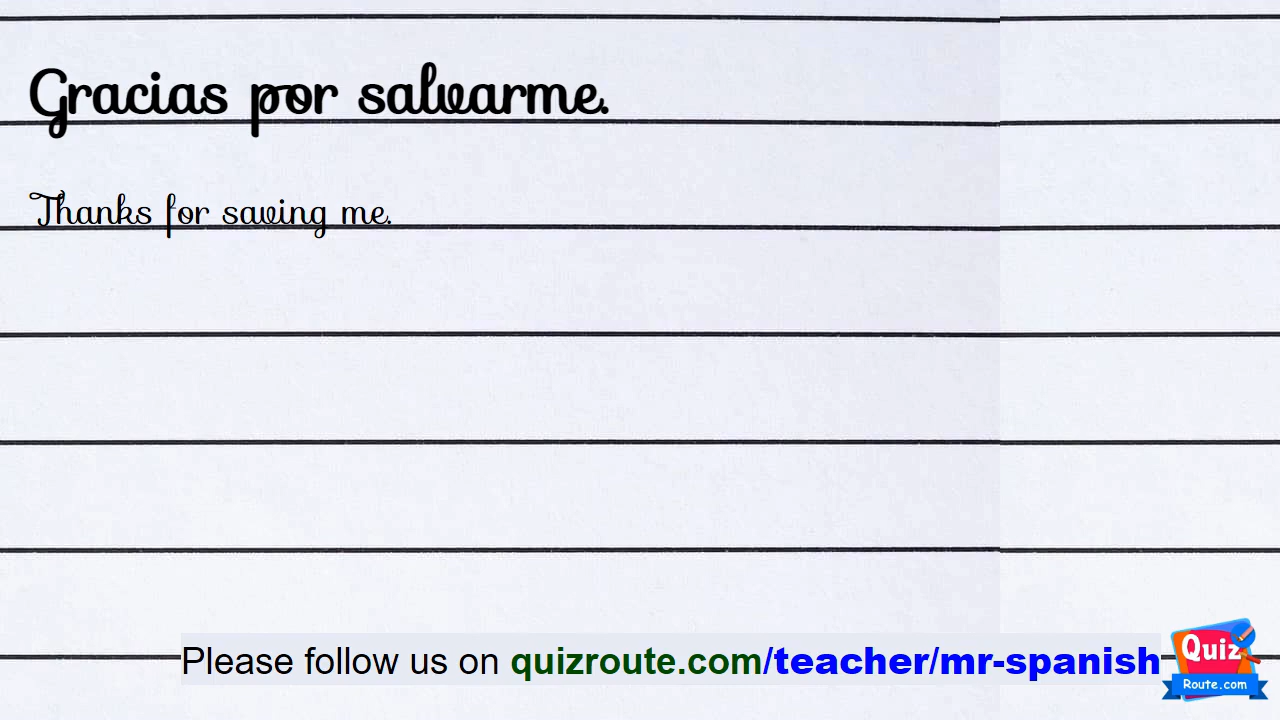 Gracias por salvarme.
Thanks for saving me.
Please follow us on quizroute.com/teacher/mr-spanish
Quiz
Route.com